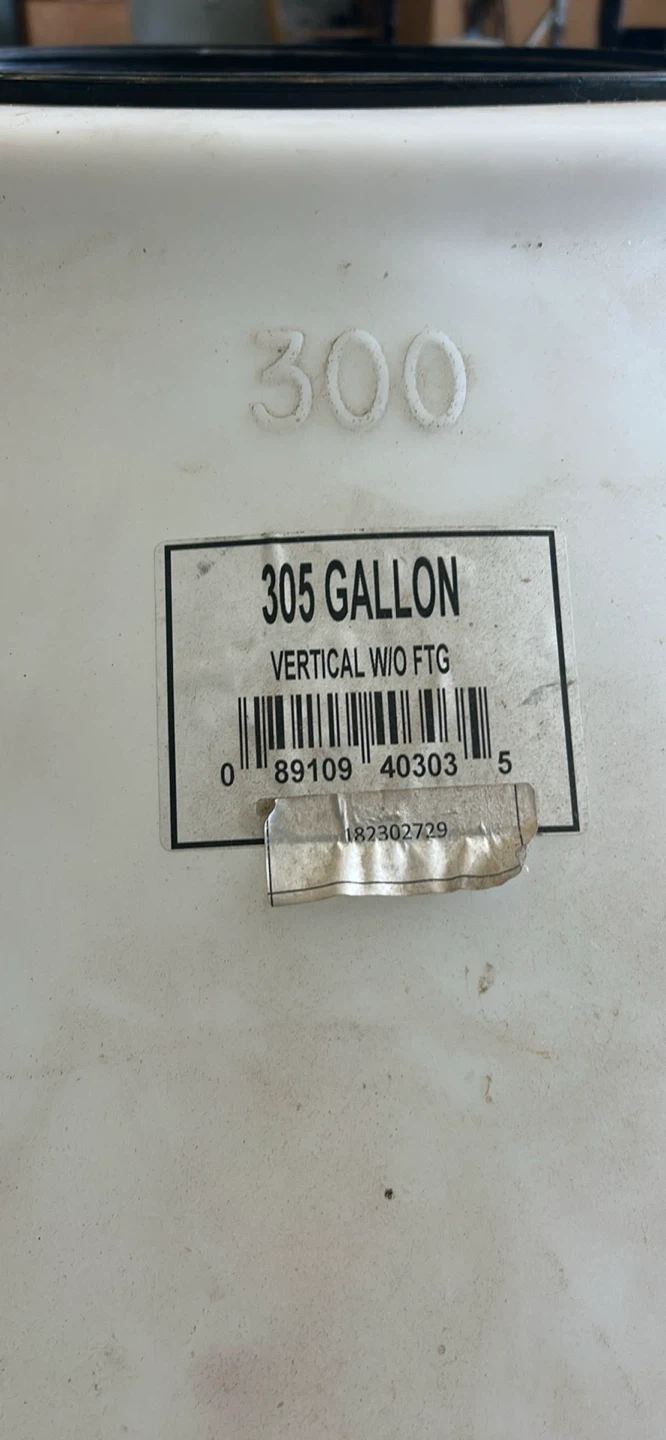 300
305 GALLON
VERTICAL W/O FTG
0 89109 40303 5
182302729